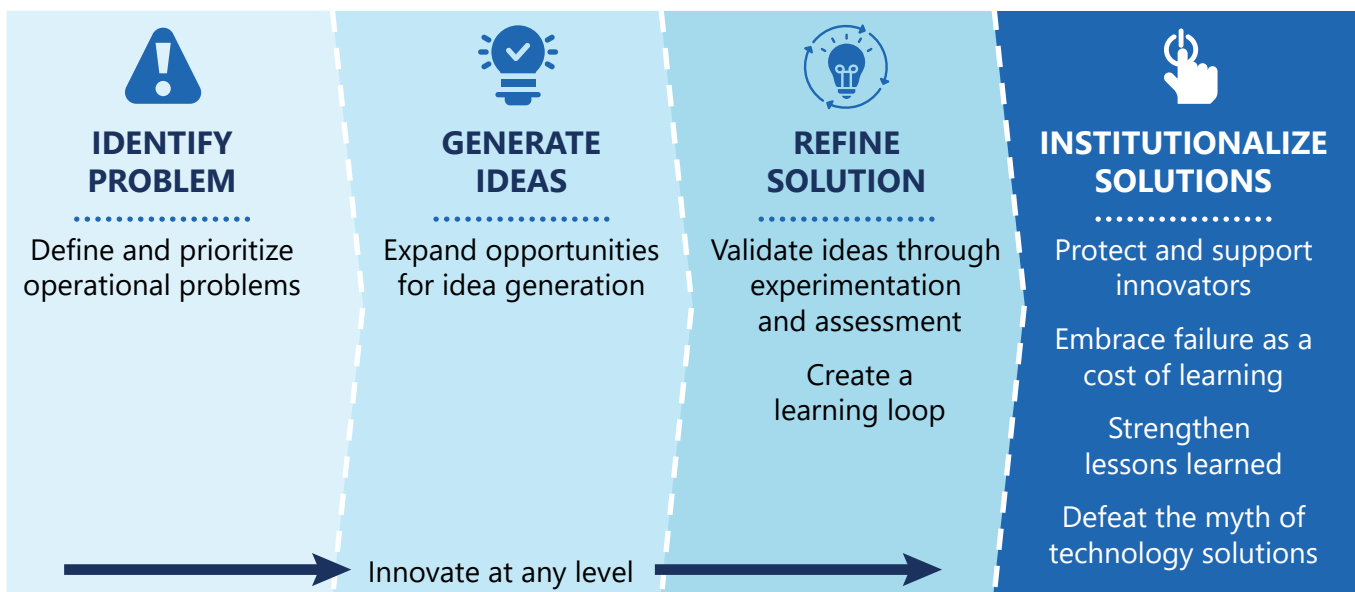 IDENTIFY
PROBLEM
Define and prioritize
operational problems
GENERATE
IDEAS
Expand opportunities
for idea generation
REFINE
SOLUTION
Validate ideas through
experimentation
and assessment
Create a
learning loop
INSTITUTIONALIZE
SOLUTIONS
Protect and support
innovators
Embrace failure as a
cost of learning
Strengthen
lessons learned
Defeat the myth of
technology solutions
Innovate at any level